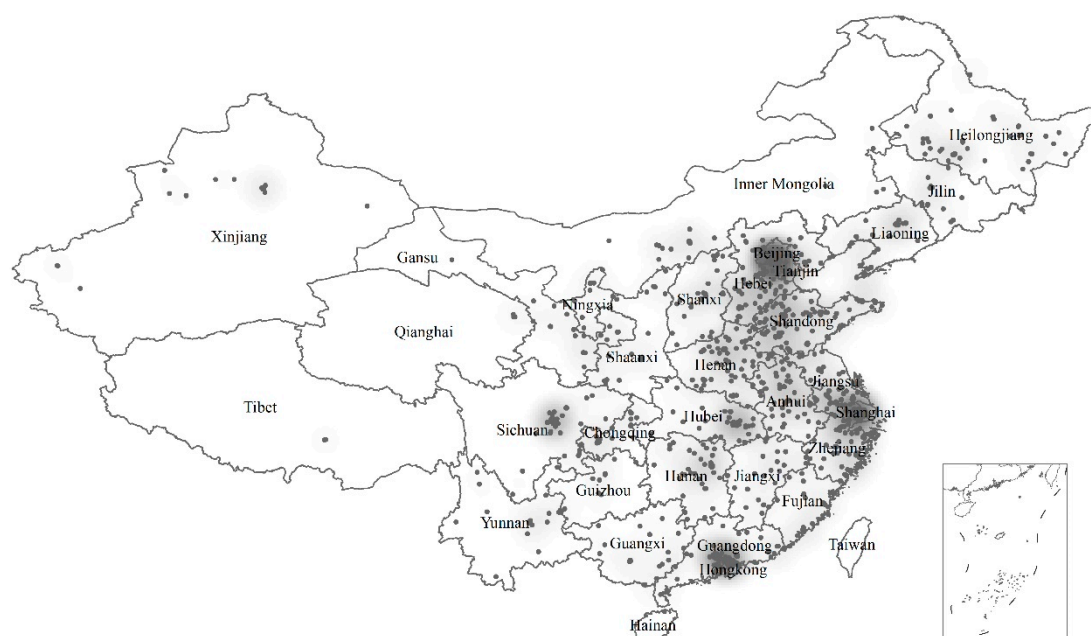 Heilongjiang
Inner Mongolia
Jilin
Xinjiang
Liaoning
Gansu
Beijing
Tianjin
Hebei
Ningxia
Shanxi
Shandong
Qianghai
Shaanxi
Henan
Jiangsu
Tibet
Anhui
Shanghai
Hubei
Sichuan
Chongqing
Zhejiang
Hunan
Jiangxi
Guizhou
Fujian
Yunnan
Guangxi
Guangdong
Taiwan
Hongkong
Hainan